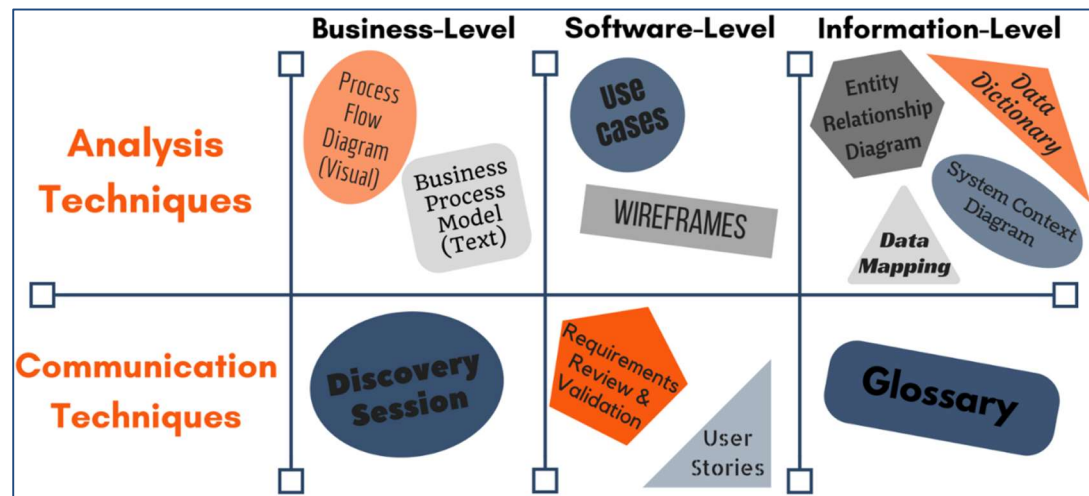 Business-Level
Software-Level
Information-Level
Analysis
Techniques
Process
Flow
Diagram
(Visual)
Business
Process
Model
(Text)
USE
CASES
WIREFRAMES
Entity
Relationship
Diagram
Data
Dictionary
System Context
Diagram
Data
Mapping
Communication
Techniques
Discovery
Session
Requirements
Review &
Validation
User
Stories
Glossary